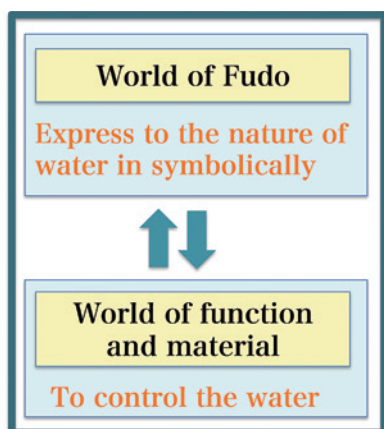 World of Fudo
Express to the nature of
water in symbolically
World of function
and material
To control the water